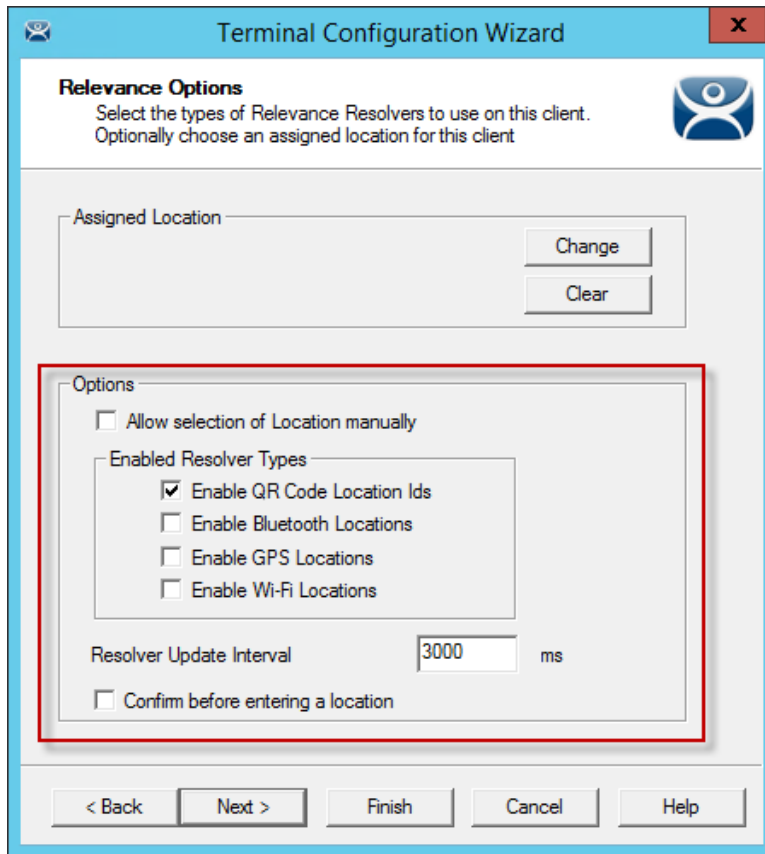 Terminal Configuration Wizard
x
Relevance Options
Select the types of Relevance Resolvers to use on this client.
Optionally choose an assigned location for this client
Assigned Location
Change
Clear
Options
Allow selection of Location manually
Enabled Resolver Types
Enable QR Code Location Ids
Enable Bluetooth Locations
Enable GPS Locations
Enable Wi-Fi Locations
Resolver Update Interval 3000 ms
Confirm before entering a location
< Back Next > Finish Cancel Help